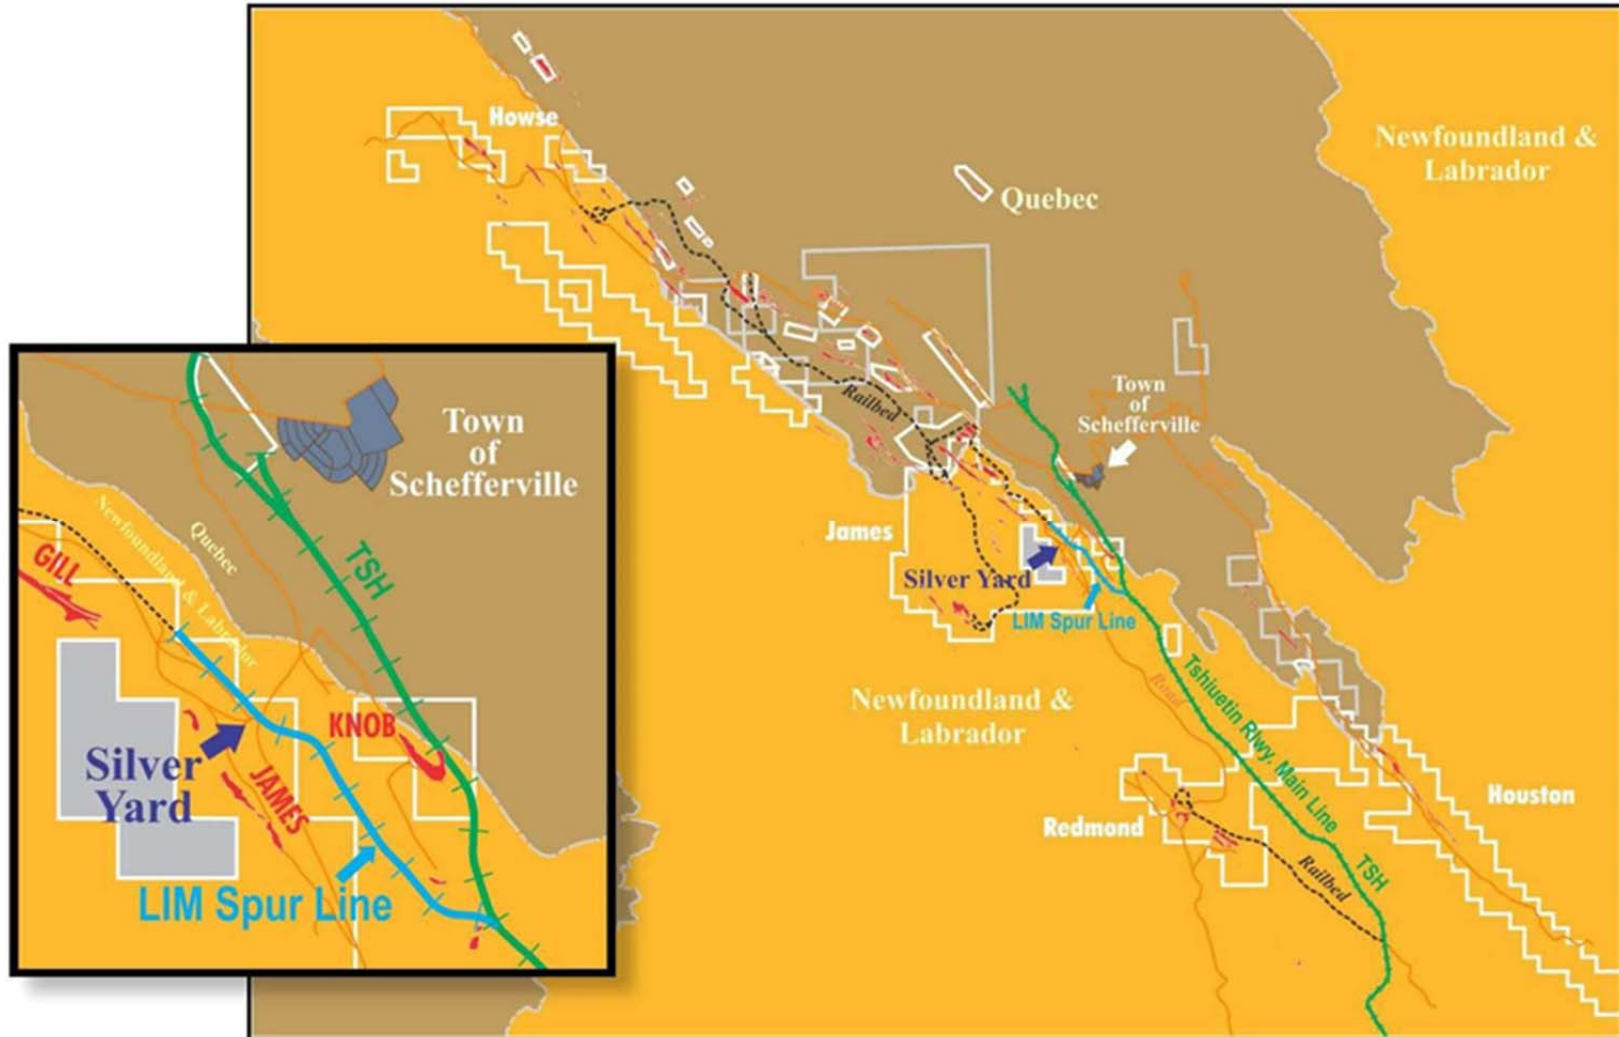 Howse
Newfoundland &
Labrador
Quebec
Town
of
Schefferville
Railbed
James
Silver Yard
LIM Spur Line
Newfoundland &
Labrador
Road
Tshiuetin Rlwy. Main Line
TSH
Houston
Redmond
Railbed
Town
of
Schefferville
Newfoundland & Labrador
Quebec
GILL
TSH
KNOB
Silver
Yard
JAMES
LIM Spur Line